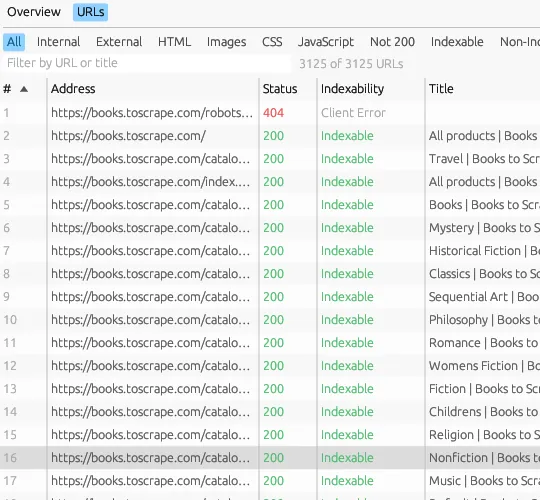 Overview URLs
All Internal External HTML Images CSS JavaScript Not 200 Indexable Non-In
Filter by URL or title 3125 of 3125 URLs
# ▲ Address Status Indexability Title
1 https://books.toscrape.com/robots... 404 Client Error
2 https://books.toscrape.com/ 200 Indexable All products | Books
3 https://books.toscrape.com/catalo... 200 Indexable Travel | Books to Scr
4 https://books.toscrape.com/index.... 200 Indexable All products | Books
5 https://books.toscrape.com/catalo... 200 Indexable Books | Books to Scra
6 https://books.toscrape.com/catalo... 200 Indexable Mystery | Books to S
7 https://books.toscrape.com/catalo... 200 Indexable Historical Fiction | B
8 https://books.toscrape.com/catalo... 200 Indexable Classics | Books to Sc
9 https://books.toscrape.com/catalo... 200 Indexable Sequential Art | Boo
10 https://books.toscrape.com/catalo... 200 Indexable Philosophy | Books t
11 https://books.toscrape.com/catalo... 200 Indexable Romance | Books to
12 https://books.toscrape.com/catalo... 200 Indexable Womens Fiction | B
13 https://books.toscrape.com/catalo... 200 Indexable Fiction | Books to Sc
14 https://books.toscrape.com/catalo... 200 Indexable Childrens | Books to
15 https://books.toscrape.com/catalo... 200 Indexable Religion | Books to S
16 https://books.toscrape.com/catalo... 200 Indexable Nonfiction | Books t
17 https://books.toscrape.com/catalo... 200 Indexable Music | Books to Scr